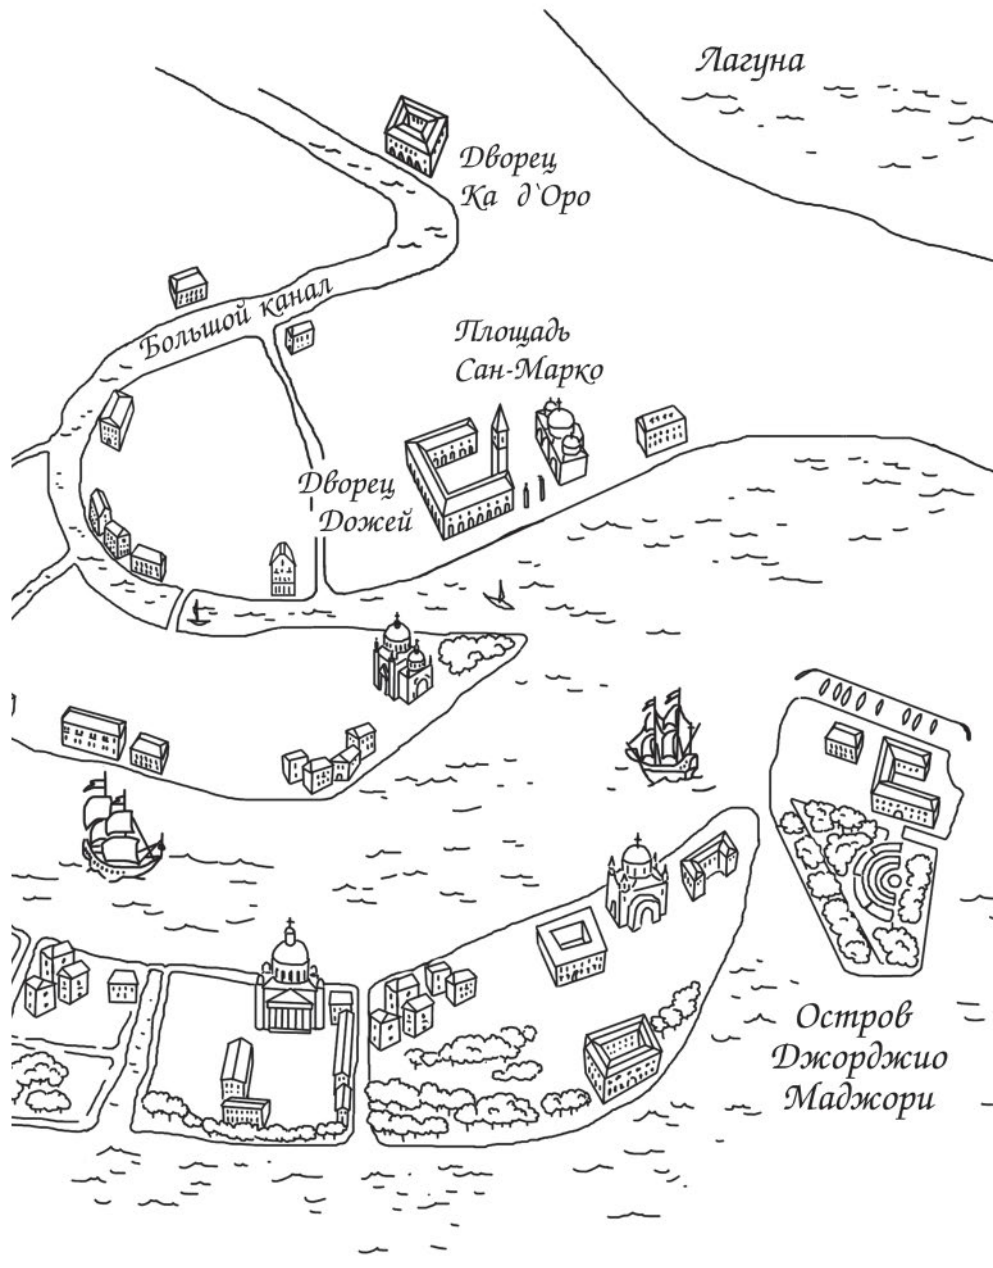 Лагуна
Дворец
Ка д`Оро
Большой канал
Площадь
Сан-Марко
Дворец
Дожей
Остров
Джорджио
Маджори